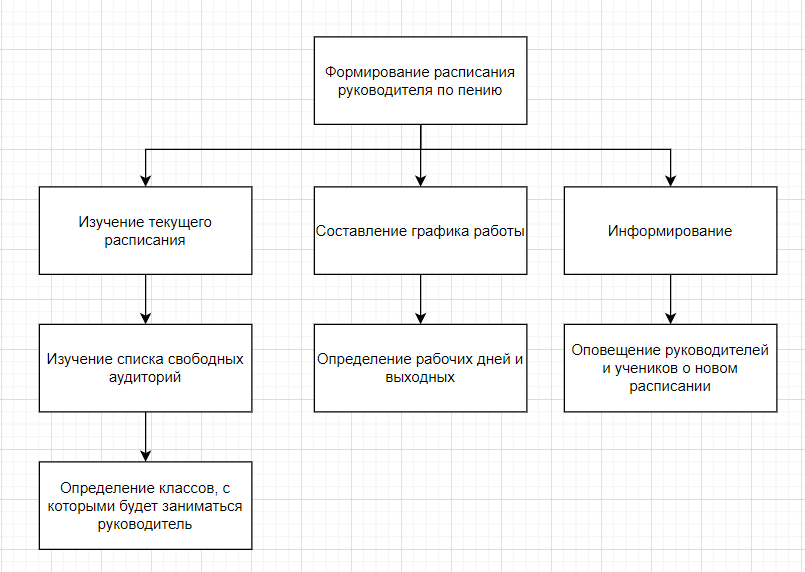 Формирование расписания
руководителя по пению
Изучение текущего
расписания
Составление графика работы
Информирование
Изучение списка свободных
аудиторий
Определение рабочих дней и
выходных
Оповещение руководителей
и учеников о новом
расписании
Определение классов, с
которыми будет заниматься
руководитель